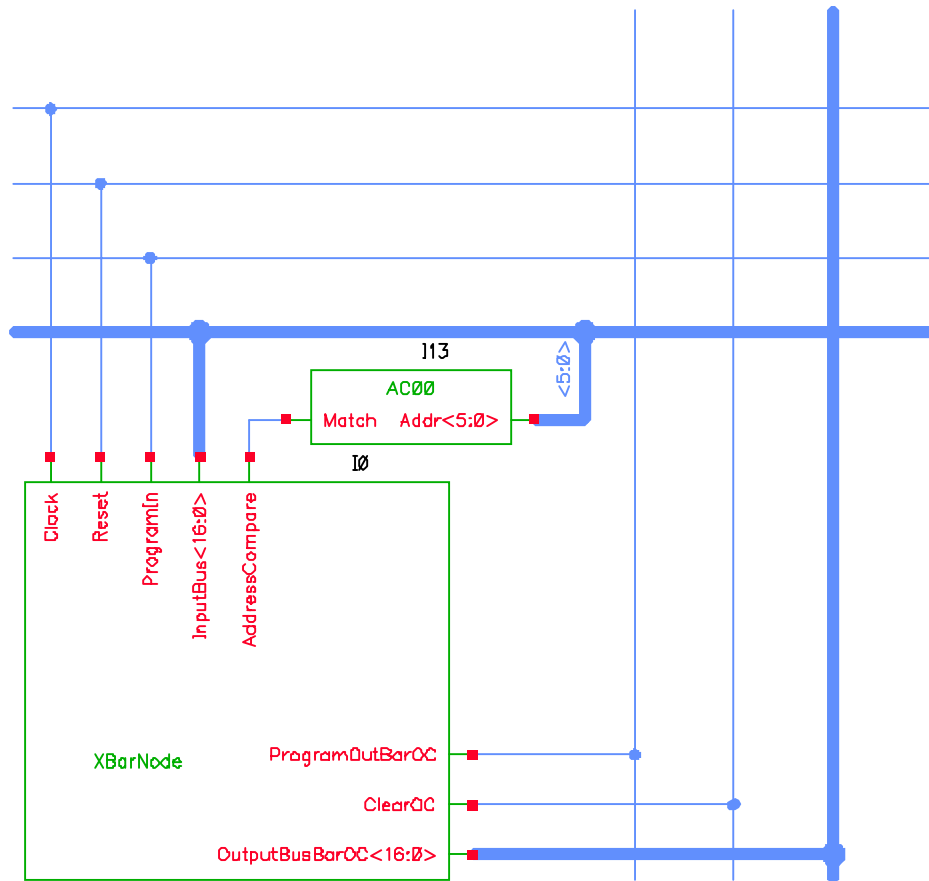 I13
<5:0>
AC00
Match Addr<5:0>
I0
Clock
Reset
ProgramIn
InputBus<16:0>
AddressCompare
XBarNode
ProgramOutBarOC
ClearOC
OutputBusBarOC<16:0>